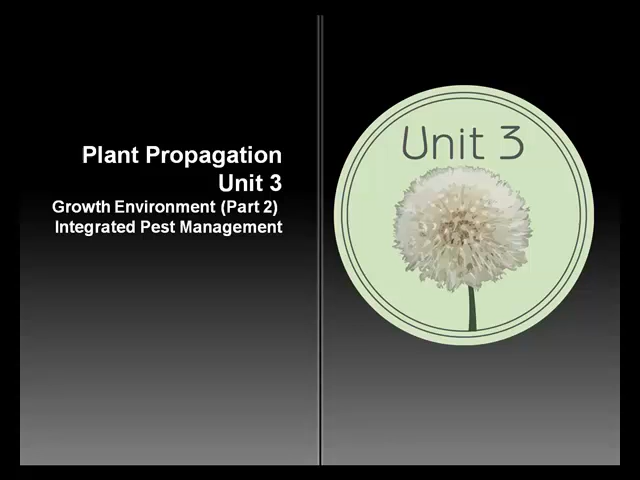 Plant Propagation
Unit 3
Growth Environment (Part 2)
Integrated Pest Management
Unit 3